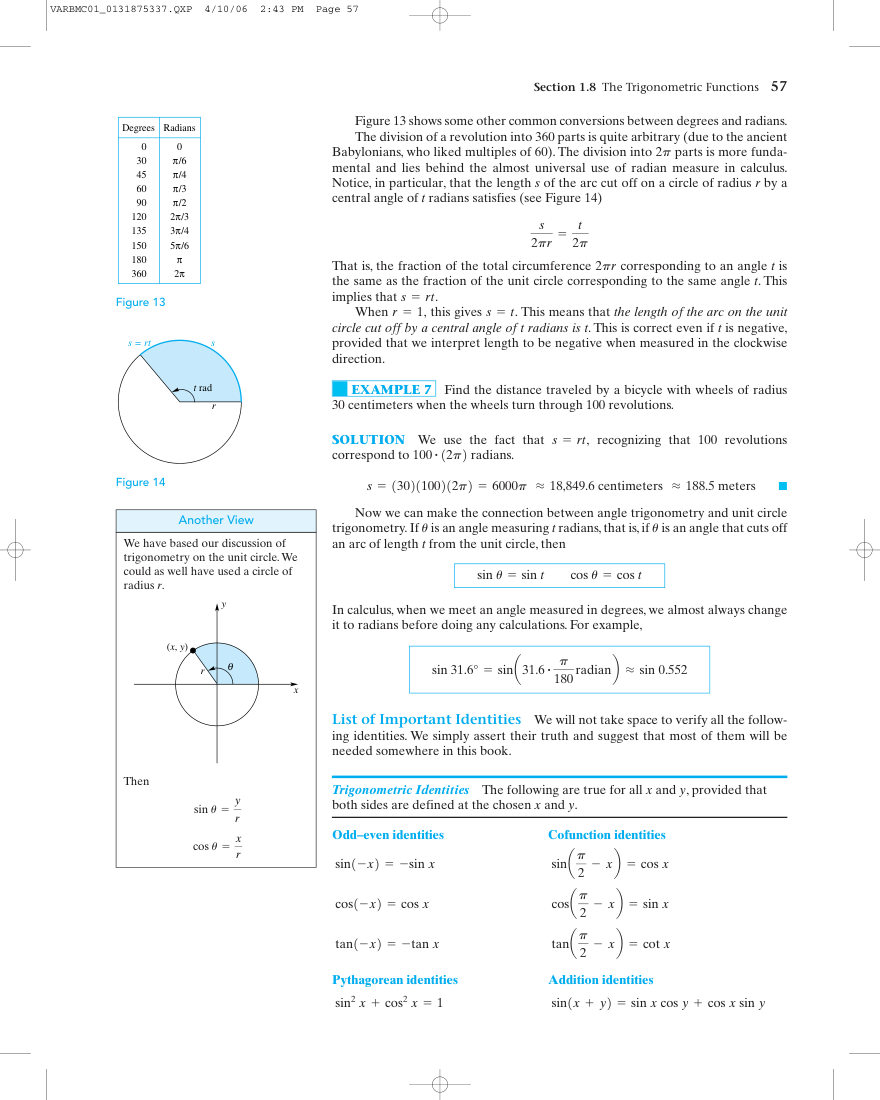 VARBMC01_0131875337.QXP 4/10/06 2:43 PM Page 57
Section 1.8 The Trigonometric Functions 57
Degrees Radians
0 0
30 π/6
45 π/4
60 π/3
90 π/2
120 2π/3
135 3π/4
150 5π/6
180 π
360 2π
Figure 13
s = rt s
t rad
r
Figure 14
Another View
We have based our discussion of
trigonometry on the unit circle. We
could as well have used a circle of
radius r.
y
(x, y)
r θ
x
Then
sin θ = y/r
cos θ = x/r
Figure 13 shows some other common conversions between degrees and radians.
The division of a revolution into 360 parts is quite arbitrary (due to the ancient
Babylonians, who liked multiples of 60). The division into 2π parts is more funda-
mental and lies behind the almost universal use of radian measure in calculus.
Notice, in particular, that the length s of the arc cut off on a circle of radius r by a
central angle of t radians satisfies (see Figure 14)
s/2πr = t/2π
That is, the fraction of the total circumference 2πr corresponding to an angle t is
the same as the fraction of the unit circle corresponding to the same angle t. This
implies that s = rt.
When r = 1, this gives s = t. This means that the length of the arc on the unit
circle cut off by a central angle of t radians is t. This is correct even if t is negative,
provided that we interpret length to be negative when measured in the clockwise
direction.
EXAMPLE 7 Find the distance traveled by a bicycle with wheels of radius
30 centimeters when the wheels turn through 100 revolutions.
SOLUTION We use the fact that s = rt, recognizing that 100 revolutions
correspond to 100 · (2π) radians.
s = (30)(100)(2π) = 6000π ≈ 18,849.6 centimeters ≈ 188.5 meters
Now we can make the connection between angle trigonometry and unit circle
trigonometry. If θ is an angle measuring t radians, that is, if θ is an angle that cuts off
an arc of length t from the unit circle, then
sin θ = sin t cos θ = cos t
In calculus, when we meet an angle measured in degrees, we almost always change
it to radians before doing any calculations. For example,
sin 31.6° = sin(31.6 · π/180 radian) ≈ sin 0.552
List of Important Identities We will not take space to verify all the follow-
ing identities. We simply assert their truth and suggest that most of them will be
needed somewhere in this book.
Trigonometric Identities The following are true for all x and y, provided that
both sides are defined at the chosen x and y.
Odd–even identities Cofunction identities
sin(−x) = −sin x sin(π/2 − x) = cos x
cos(−x) = cos x cos(π/2 − x) = sin x
tan(−x) = −tan x tan(π/2 − x) = cot x
Pythagorean identities Addition identities
sin² x + cos² x = 1 sin(x + y) = sin x cos y + cos x sin y